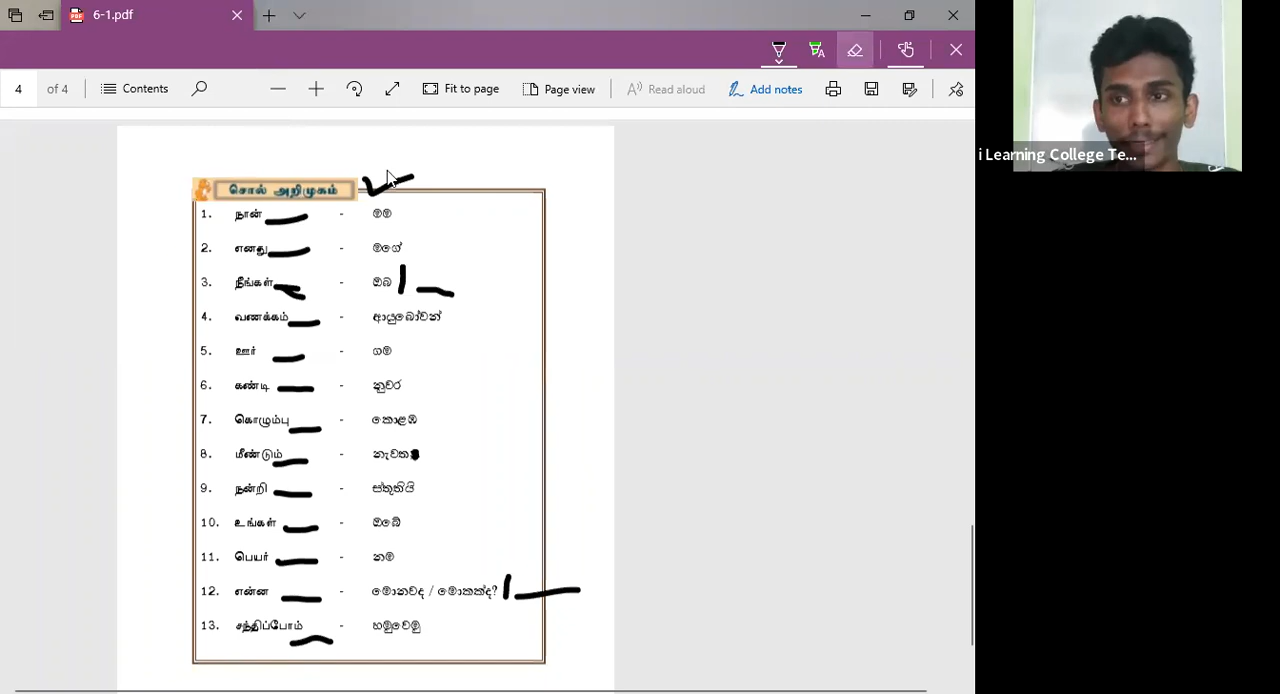 6-1.pdf
4 of 4 Contents Fit to page Page view Read aloud Add notes
i Learning College Te...
சொல் அறிமுகம்
1. நான் - මම
2. எனது - මගේ
3. நீங்கள் - ඔබ
4. வணக்கம் - ආයුබෝවන්
5. ஊர் - ගම
6. கண்டி - නුවර
7. கொழும்பு - කොළඹ
8. மீண்டும் - නැවත
9. நன்றி - ස්තුතියි
10. உங்கள் - ඔබේ
11. பெயர் - නම
12. என்ன - මොනවද / මොකක්ද?
13. சந்திப்போம் - හමුවෙමු